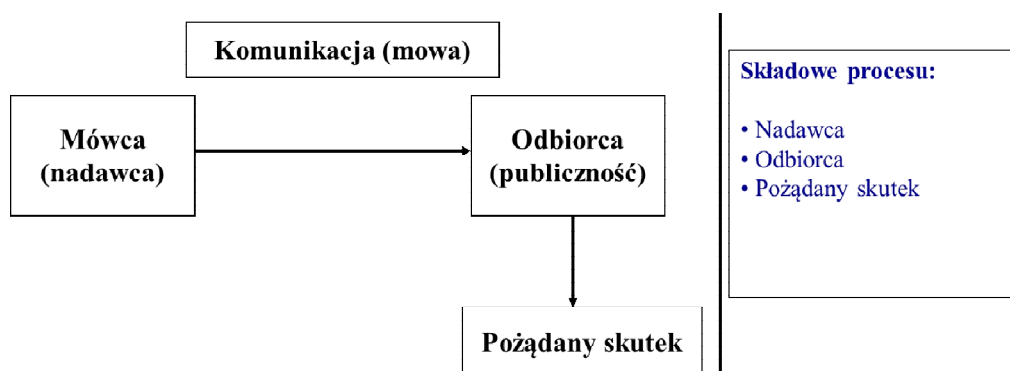 Komunikacja (mowa)
Mówca
(nadawca)
Odbiorca
(publiczność)
Pożądany skutek
Składowe procesu:
• Nadawca
• Odbiorca
• Pożądany skutek